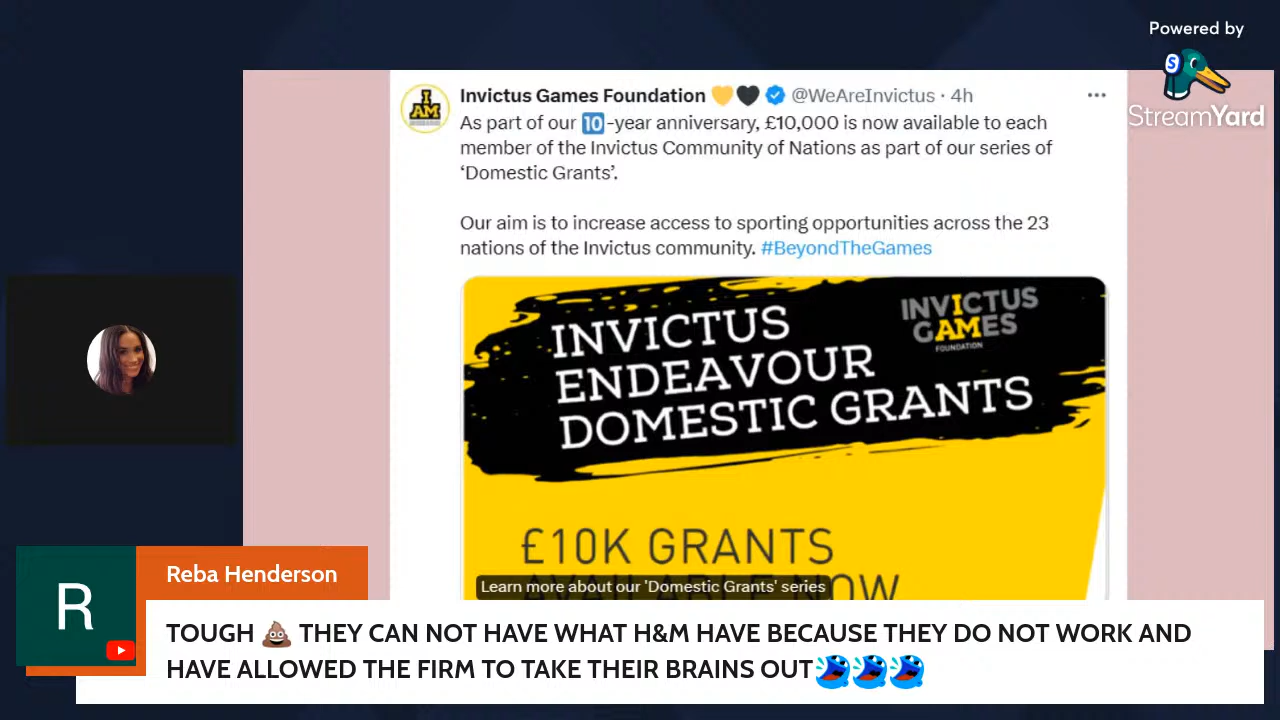 Powered by
StreamYard
I
AM
Invictus Games Foundation 💛🖤 @WeAreInvictus · 4h
As part of our 🔟-year anniversary, £10,000 is now available to each
member of the Invictus Community of Nations as part of our series of
‘Domestic Grants’.
Our aim is to increase access to sporting opportunities across the 23
nations of the Invictus community. #BeyondTheGames
INVICTUS
GAMES
FOUNDATION
INVICTUS
ENDEAVOUR
DOMESTIC GRANTS
£10K GRANTS
AVAILABLE NOW
Learn more about our 'Domestic Grants' series
R
Reba Henderson
TOUGH 💩 THEY CAN NOT HAVE WHAT H&M HAVE BECAUSE THEY DO NOT WORK AND
HAVE ALLOWED THE FIRM TO TAKE THEIR BRAINS OUT